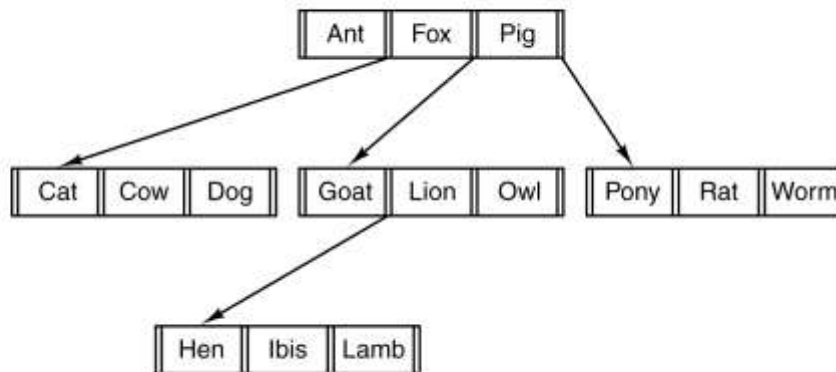 Ant Fox Pig
Cat Cow Dog Goat Lion Owl Pony Rat Worm
Hen Ibis Lamb